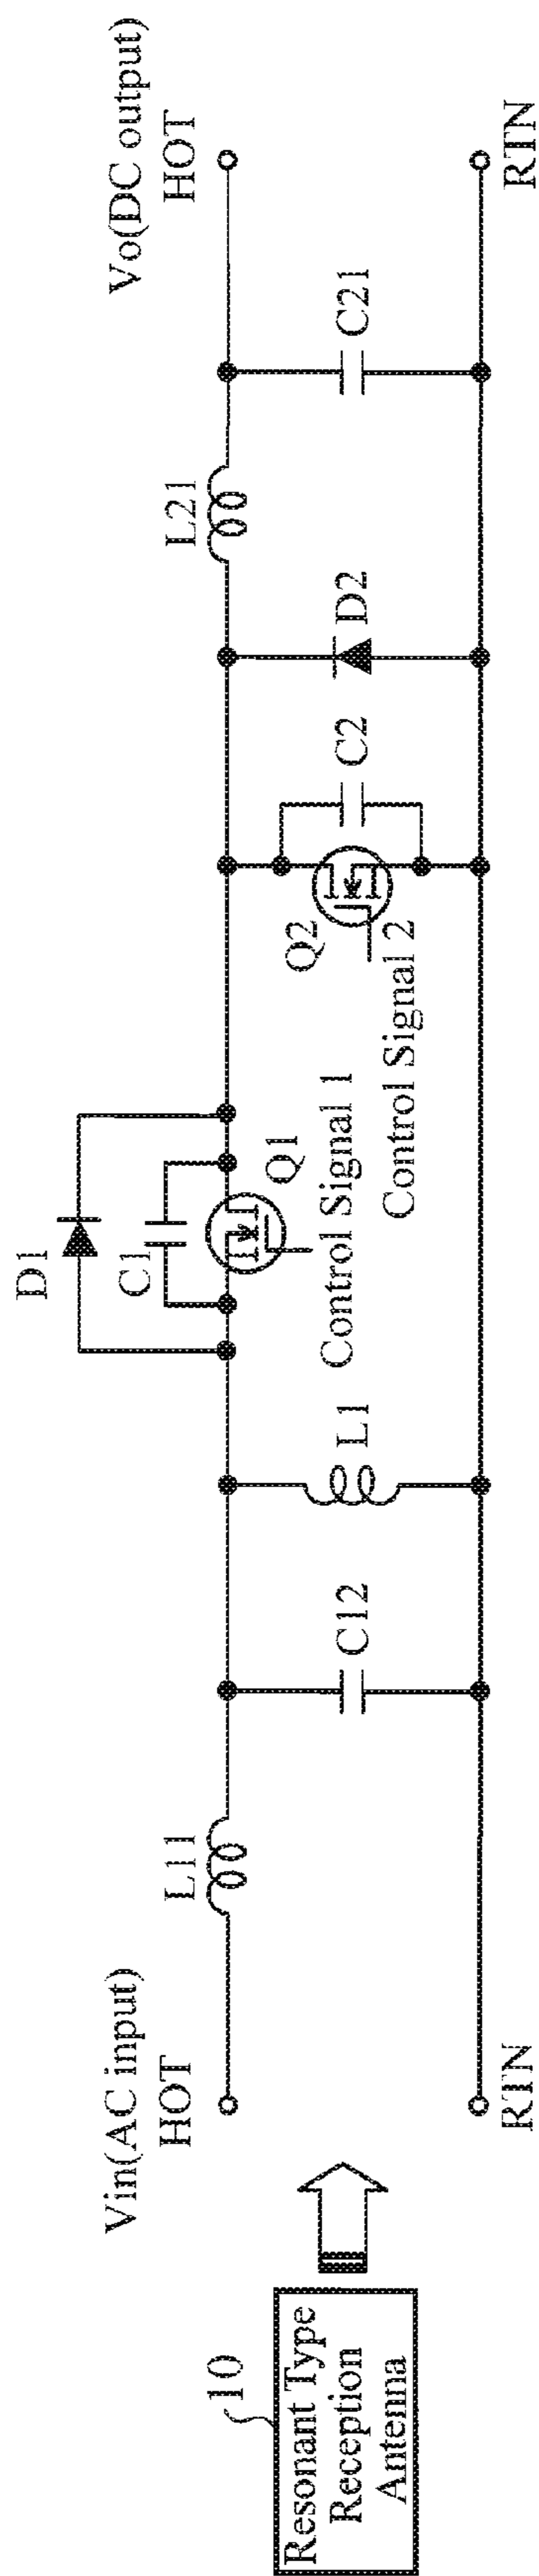 10
Resonant Type
Reception
Antenna
Vin(AC input)
HOT
RTN
L11
C12
L1
D1
C1
Q1
Control Signal 1
Q2
Control Signal 2
C2
D2
L21
C21
Vo(DC output)
HOT
RTN